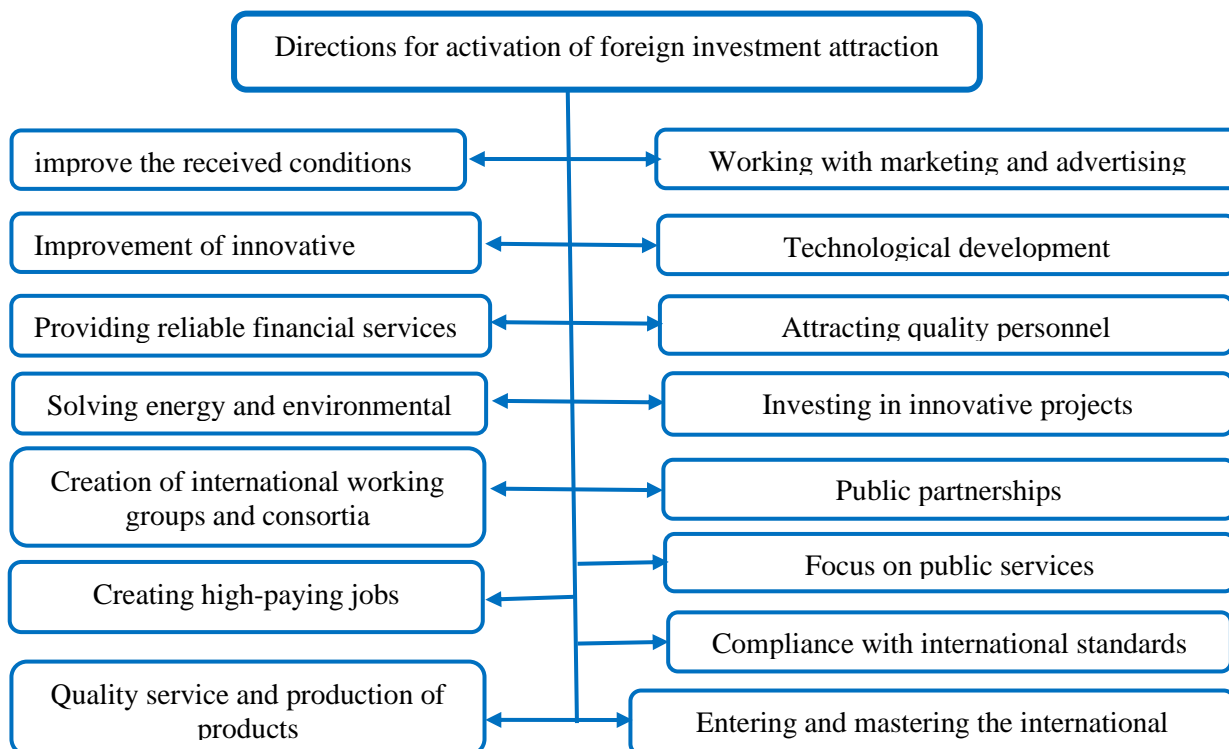 Directions for activation of foreign investment attraction
improve the received conditions
Working with marketing and advertising
Improvement of innovative
Technological development
Providing reliable financial services
Attracting quality personnel
Solving energy and environmental
Investing in innovative projects
Creation of international working
groups and consortia
Public partnerships
Focus on public services
Creating high-paying jobs
Compliance with international standards
Quality service and production of
products
Entering and mastering the international